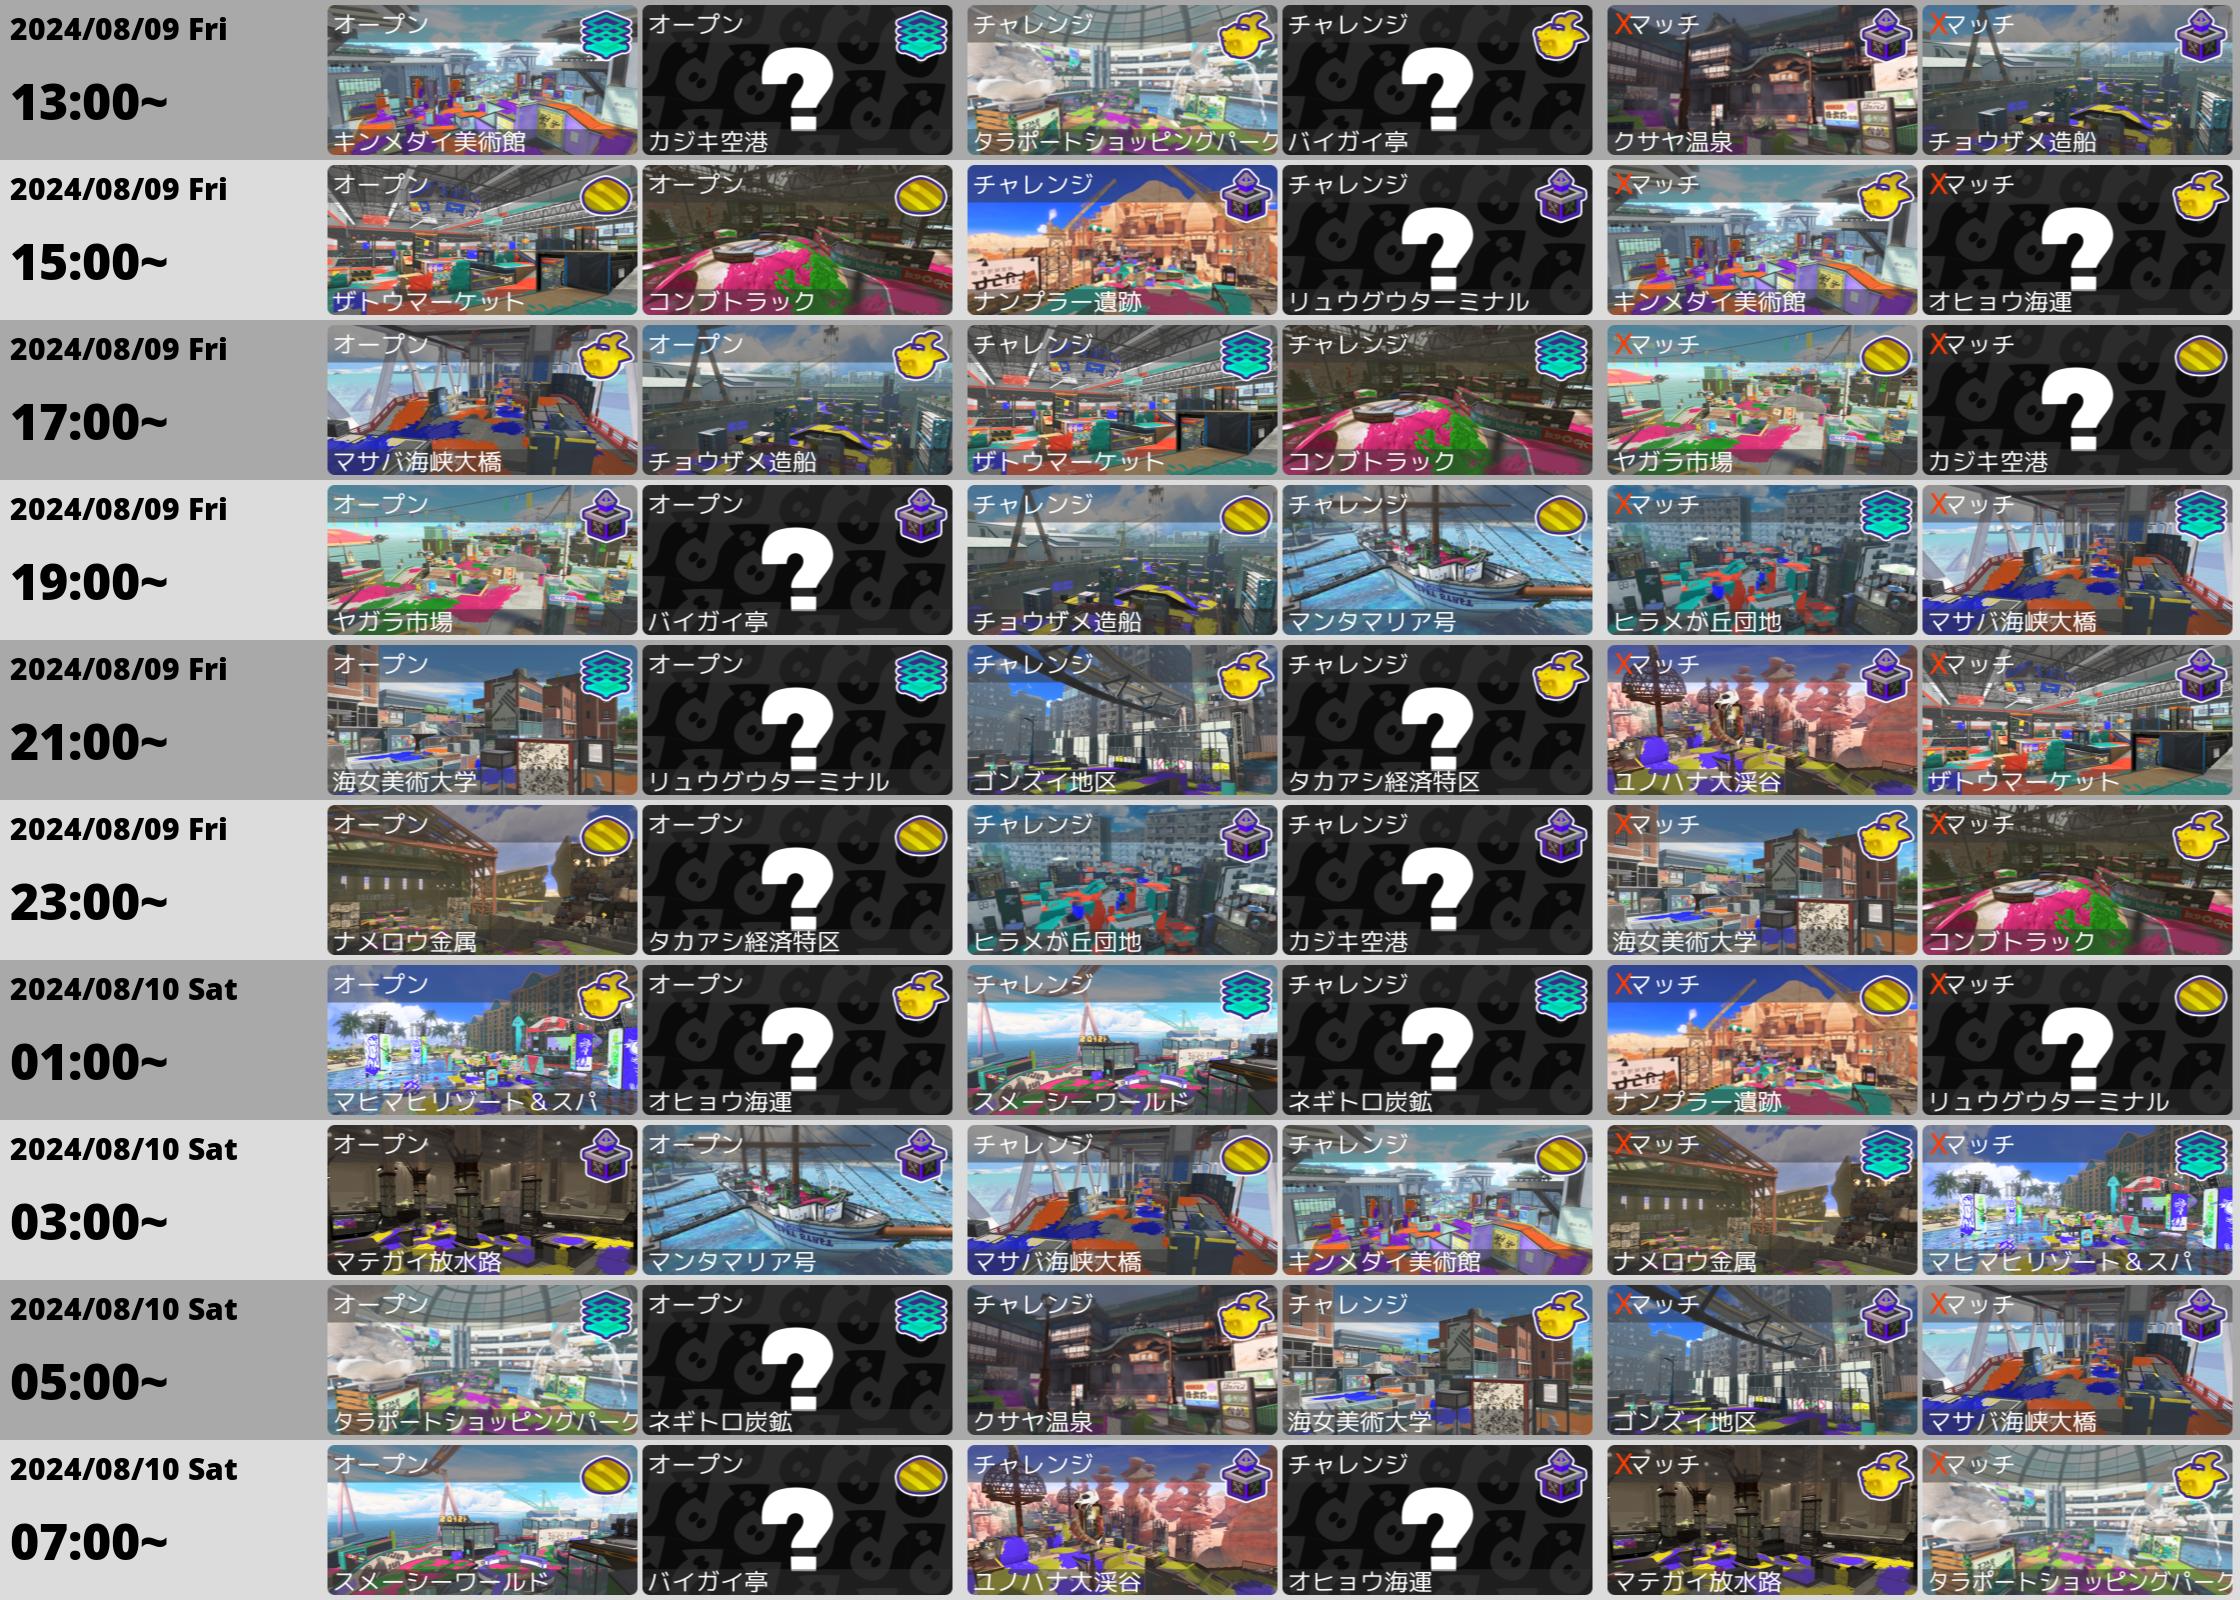 2024/08/09 Fri
13:00~
オープン
キンメダイ美術館
オープン
カジキ空港
チャレンジ
タラポートショッピングパーク
チャレンジ
バイガイ亭
Xマッチ
クサヤ温泉
Xマッチ
チョウザメ造船
2024/08/09 Fri
15:00~
オープン
ザトウマーケット
オープン
コンブトラック
チャレンジ
ナンプラー遺跡
チャレンジ
リュウグウターミナル
Xマッチ
キンメダイ美術館
Xマッチ
オヒョウ海運
2024/08/09 Fri
17:00~
オープン
マサバ海峡大橋
オープン
チョウザメ造船
チャレンジ
ザトウマーケット
チャレンジ
コンブトラック
Xマッチ
ヤガラ市場
Xマッチ
カジキ空港
2024/08/09 Fri
19:00~
オープン
ヤガラ市場
オープン
バイガイ亭
チャレンジ
チョウザメ造船
チャレンジ
マンタマリア号
Xマッチ
ヒラメが丘団地
Xマッチ
マサバ海峡大橋
2024/08/09 Fri
21:00~
オープン
海女美術大学
オープン
リュウグウターミナル
チャレンジ
ゴンズイ地区
チャレンジ
タカアシ経済特区
Xマッチ
ユノハナ大渓谷
Xマッチ
ザトウマーケット
2024/08/09 Fri
23:00~
オープン
ナメロウ金属
オープン
タカアシ経済特区
チャレンジ
ヒラメが丘団地
チャレンジ
カジキ空港
Xマッチ
海女美術大学
Xマッチ
コンブトラック
2024/08/10 Sat
01:00~
オープン
マヒマヒリゾート＆スパ
オープン
オヒョウ海運
チャレンジ
スメーシーワールド
チャレンジ
ネギトロ炭鉱
Xマッチ
ナンプラー遺跡
Xマッチ
リュウグウターミナル
2024/08/10 Sat
03:00~
オープン
マテガイ放水路
オープン
マンタマリア号
チャレンジ
マサバ海峡大橋
チャレンジ
キンメダイ美術館
Xマッチ
ナメロウ金属
Xマッチ
マヒマヒリゾート＆スパ
2024/08/10 Sat
05:00~
オープン
タラポートショッピングパーク
オープン
ネギトロ炭鉱
チャレンジ
クサヤ温泉
チャレンジ
海女美術大学
Xマッチ
ゴンズイ地区
Xマッチ
マサバ海峡大橋
2024/08/10 Sat
07:00~
オープン
スメーシーワールド
オープン
バイガイ亭
チャレンジ
ユノハナ大渓谷
チャレンジ
オヒョウ海運
Xマッチ
マテガイ放水路
Xマッチ
タラポートショッピングパーク